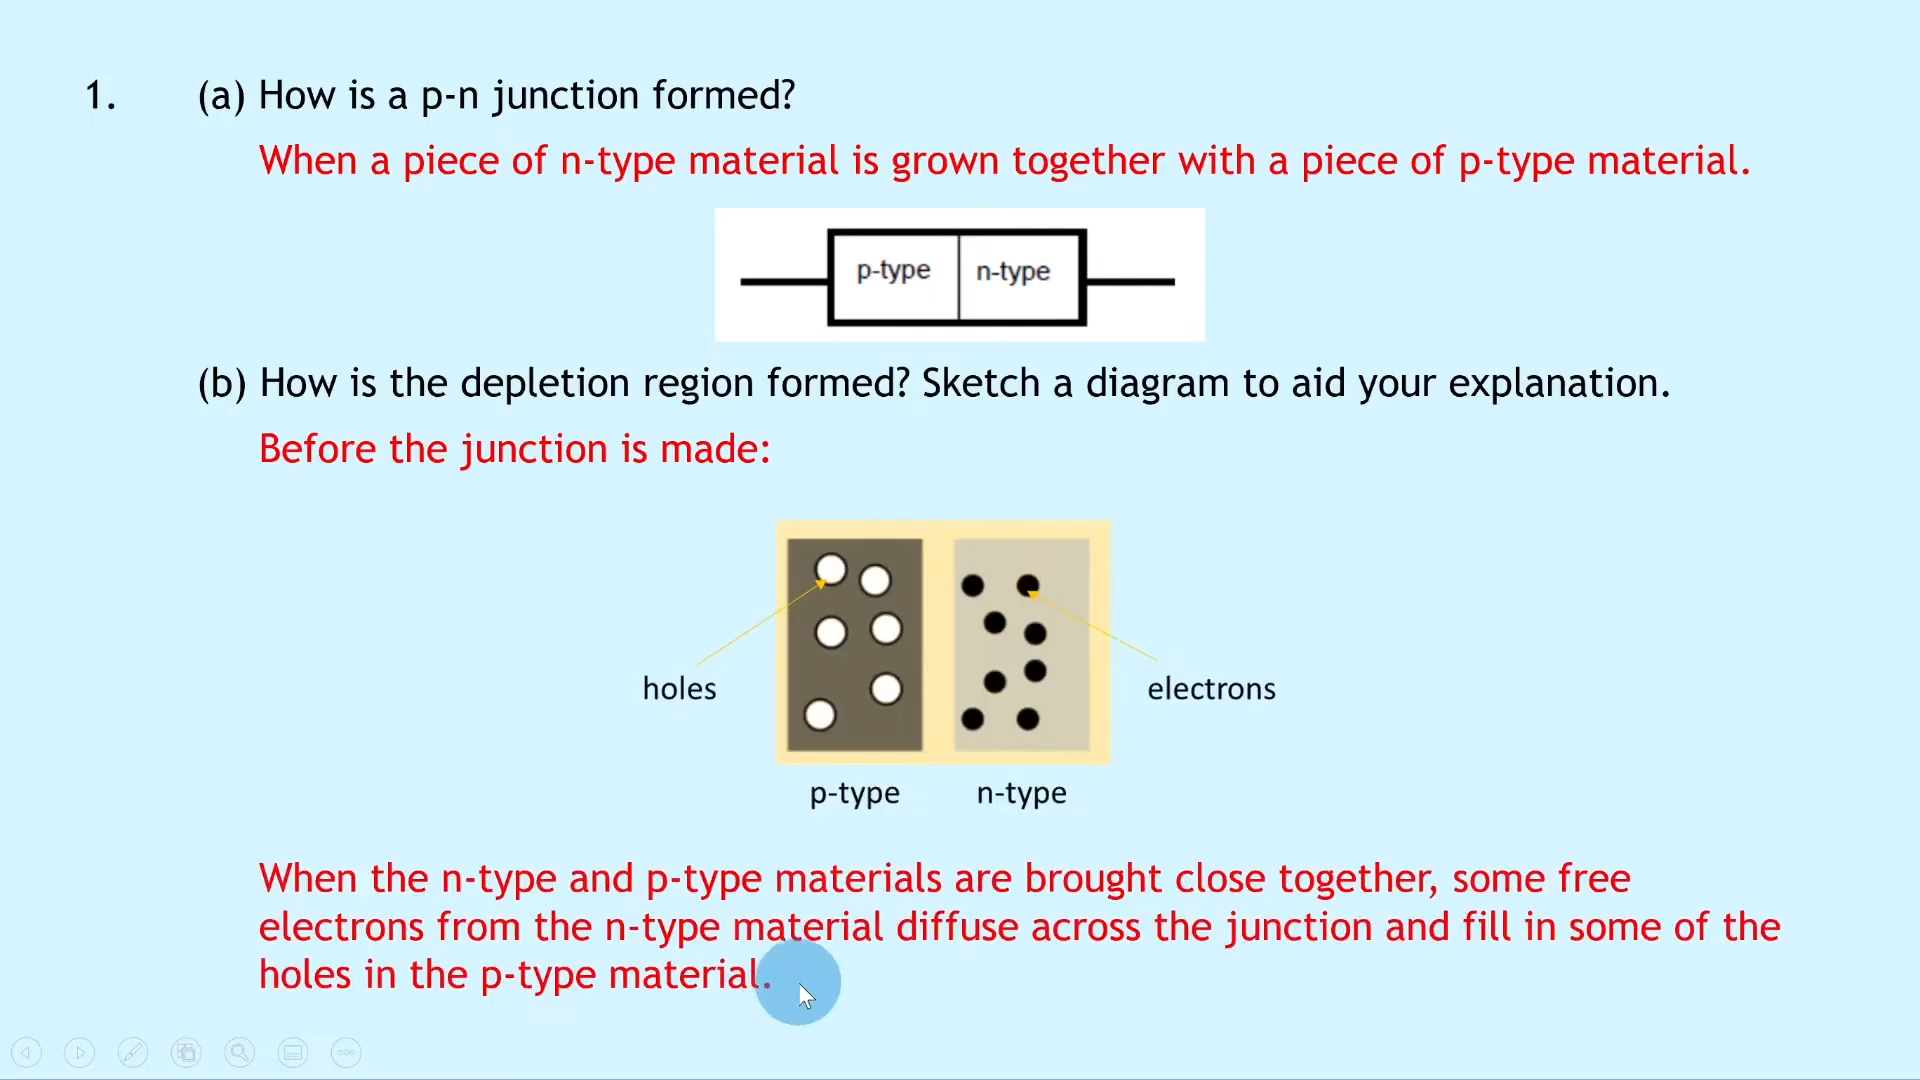 1. (a) How is a p-n junction formed?
When a piece of n-type material is grown together with a piece of p-type material.
p-type n-type
(b) How is the depletion region formed? Sketch a diagram to aid your explanation.
Before the junction is made:
holes electrons
p-type n-type
When the n-type and p-type materials are brought close together, some free
electrons from the n-type material diffuse across the junction and fill in some of the
holes in the p-type material.